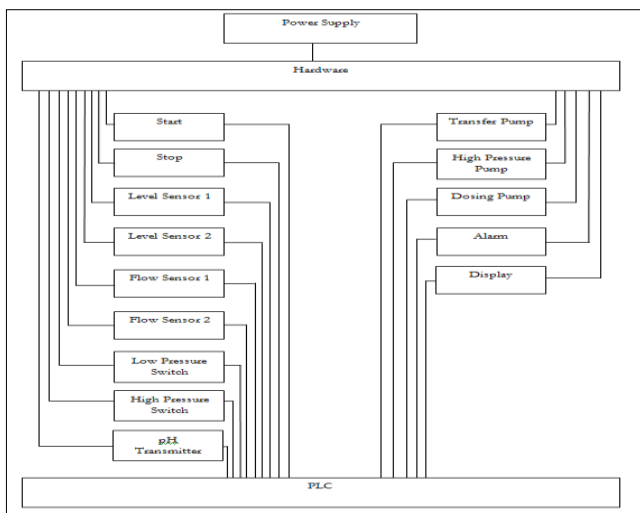 Power Supply
Hardware
Start
Stop
Level Sensor 1
Level Sensor 2
Flow Sensor 1
Flow Sensor 2
Low Pressure
Switch
High Pressure
Switch
pH
Transmitter
Transfer Pump
High Pressure
Pump
Dosing Pump
Alarm
Display
PLC